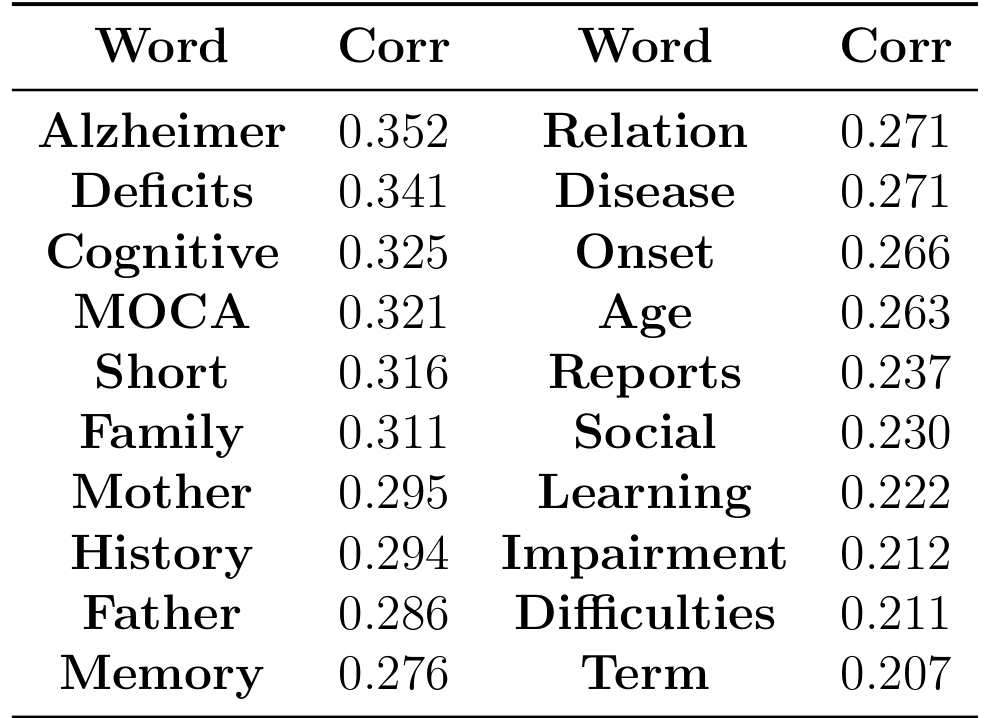 Word Corr Word Corr
Alzheimer 0.352 Relation 0.271
Deficits 0.341 Disease 0.271
Cognitive 0.325 Onset 0.266
MOCA 0.321 Age 0.263
Short 0.316 Reports 0.237
Family 0.311 Social 0.230
Mother 0.295 Learning 0.222
History 0.294 Impairment 0.212
Father 0.286 Difficulties 0.211
Memory 0.276 Term 0.207